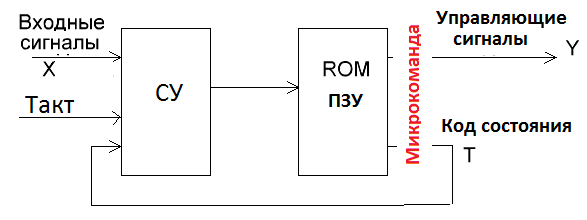 Входные
сигналы
X
Такт
СУ
ROM
ПЗУ
Микрокоманда
Управляющие
сигналы
Y
Код состояния
T